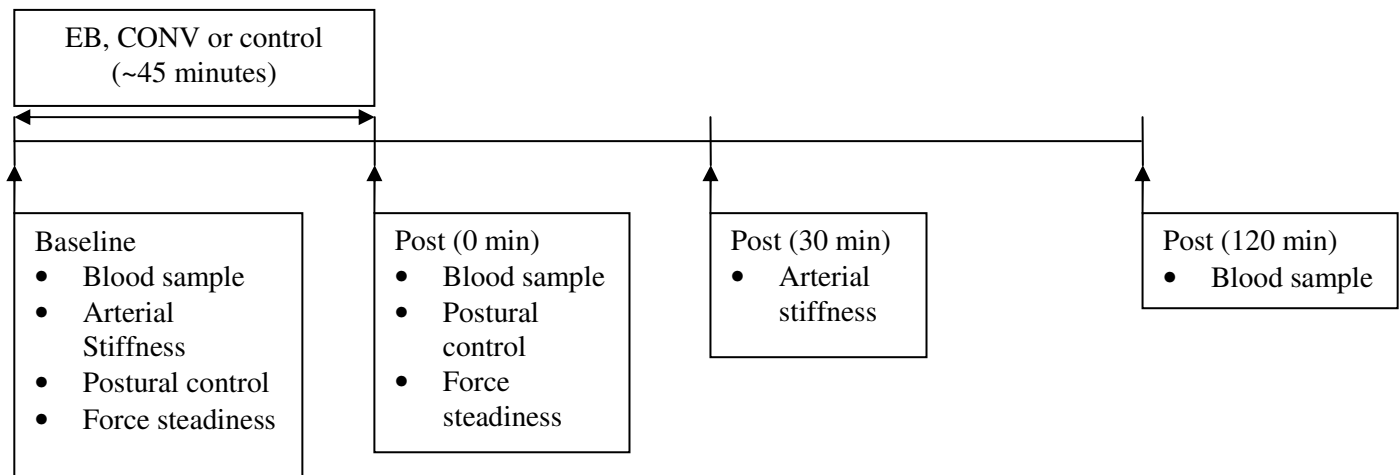 EB, CONV or control
(~45 minutes)
Baseline
• Blood sample
• Arterial
Stiffness
• Postural control
• Force steadiness
Post (0 min)
• Blood sample
• Postural
control
• Force
steadiness
Post (30 min)
• Arterial
stiffness
Post (120 min)
• Blood sample